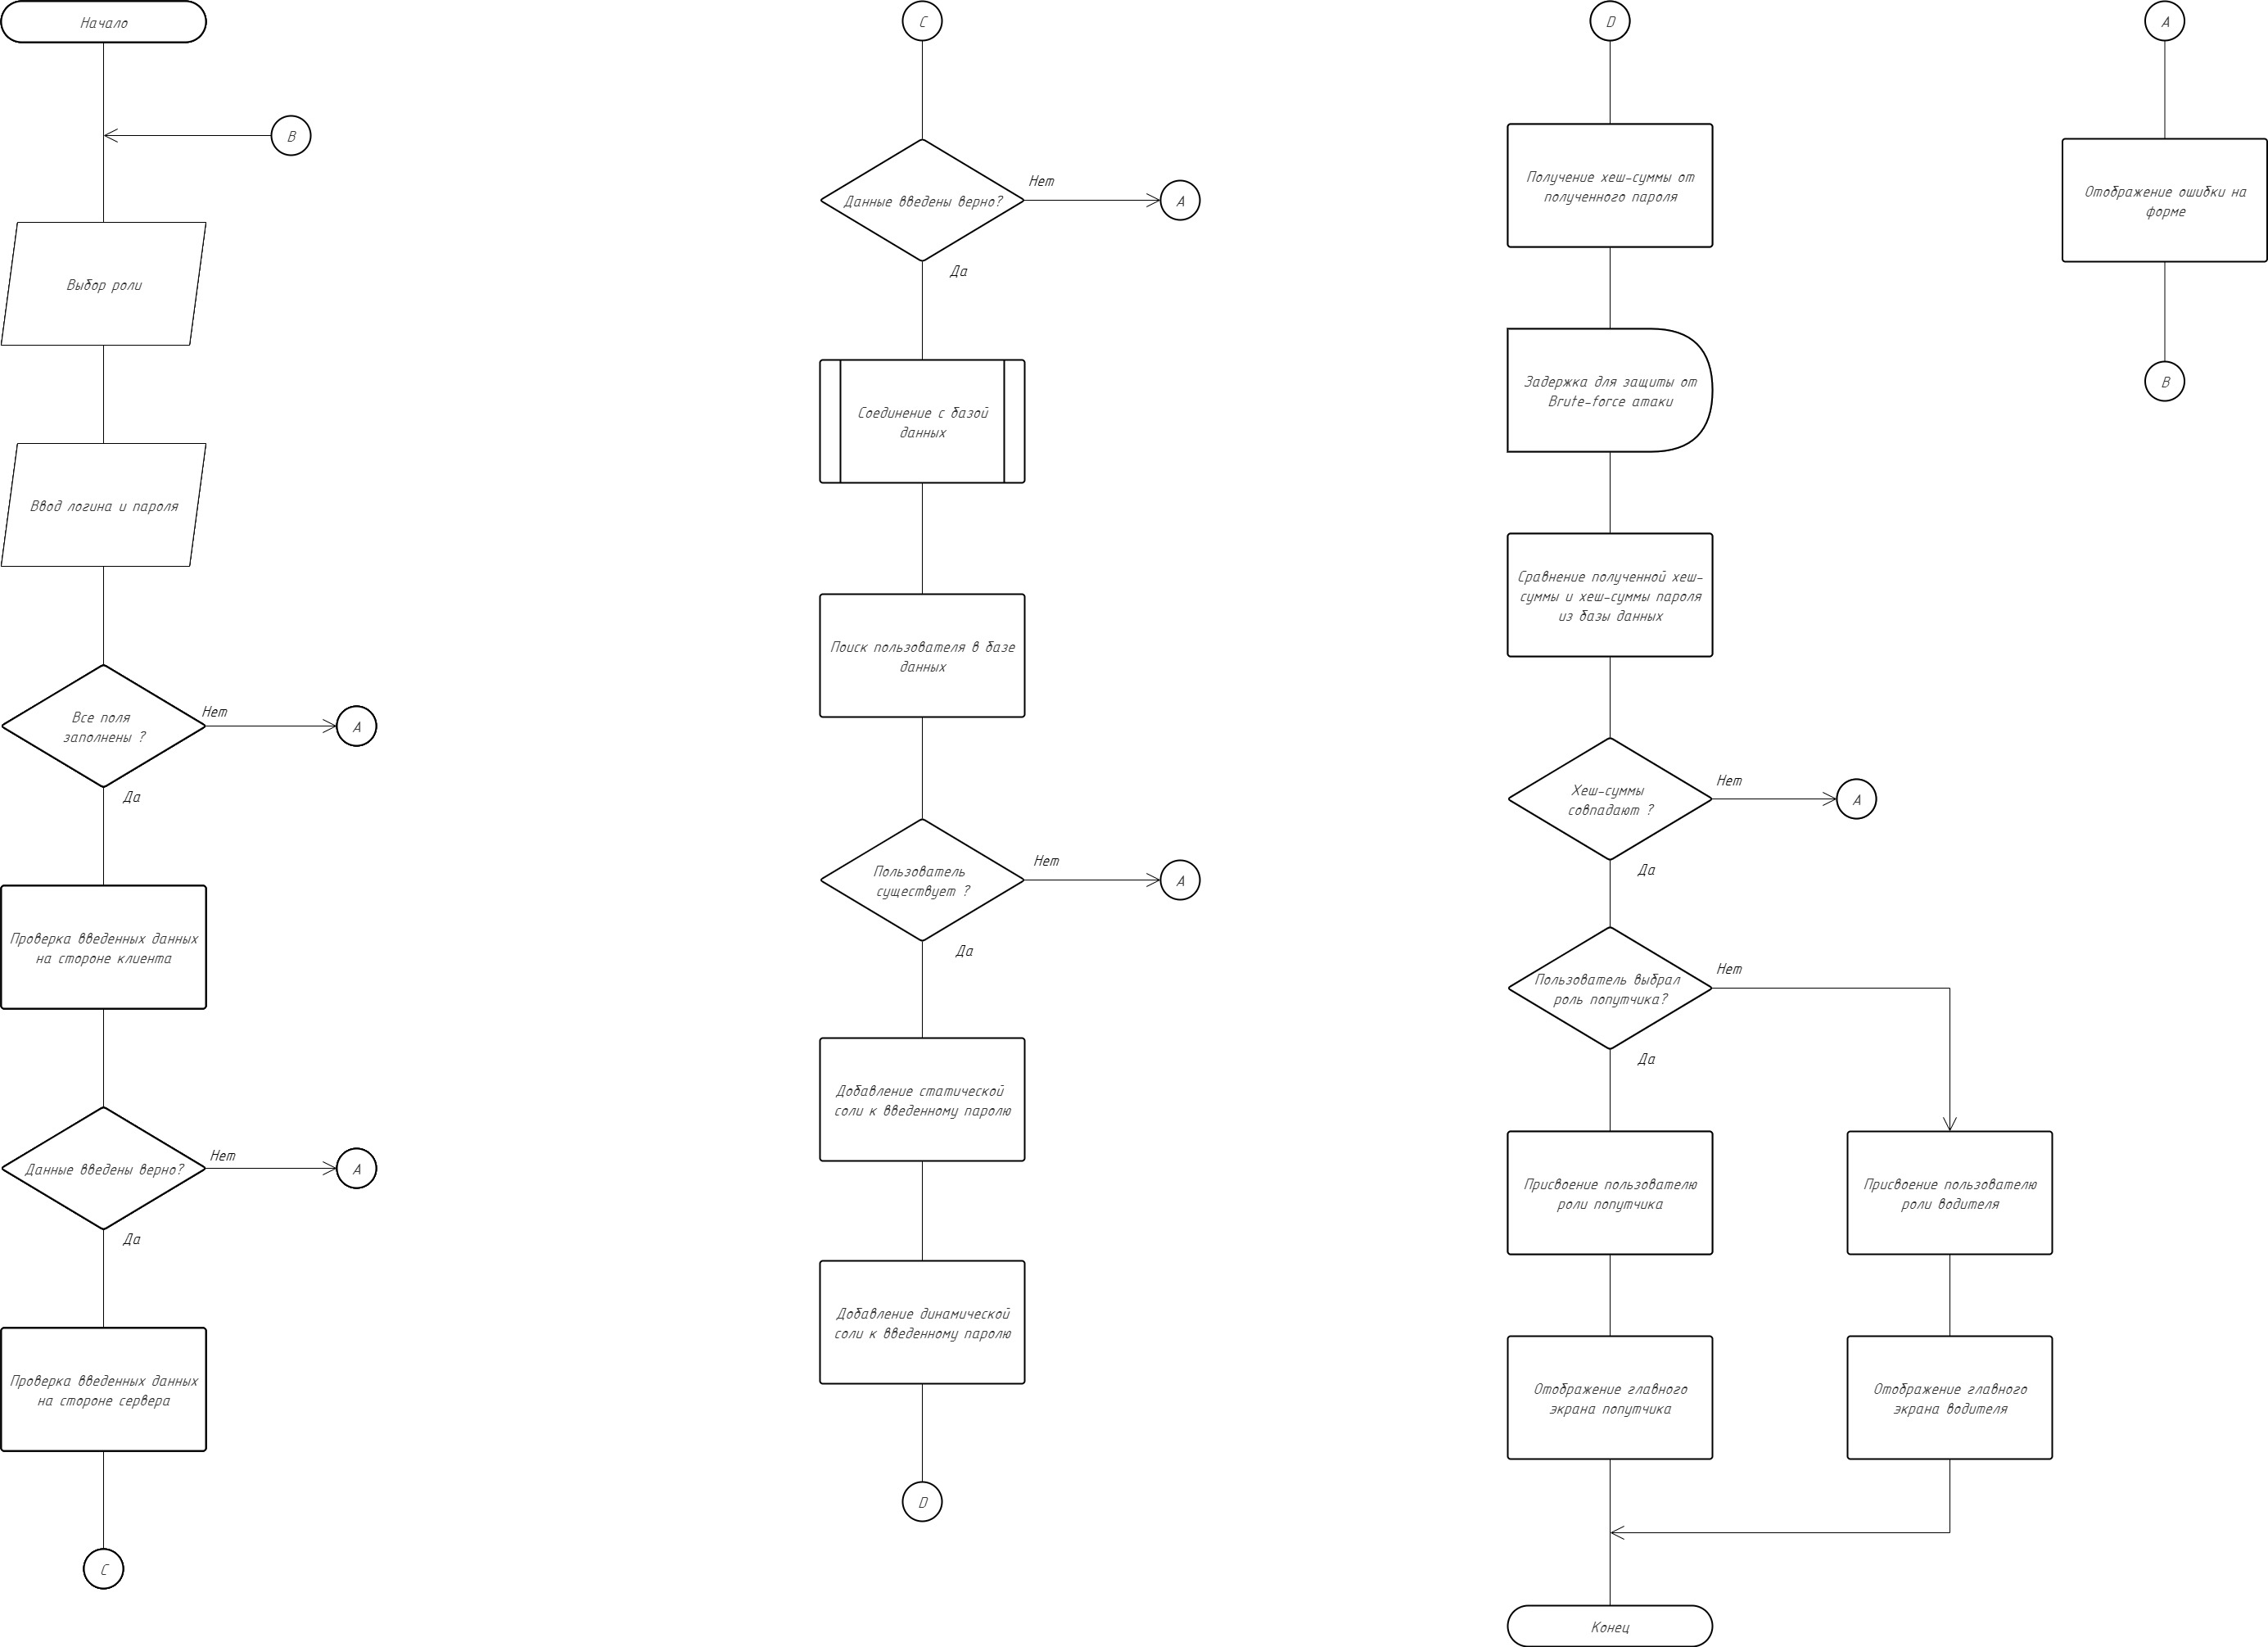 Начало
В
Выбор роли
Ввод логина и пароля
Все поля
заполнены ?
Нет
А
Да
Проверка введенных данных
на стороне клиента
Данные введены верно?
Нет
А
Да
Проверка введенных данных
на стороне сервера
С
С
Данные введены верно?
Нет
А
Да
Соединение с базой
данных
Поиск пользователя в базе
данных
Пользователь
существует ?
Нет
А
Да
Добавление статической
соли к введенному паролю
Добавление динамической
соли к введенному паролю
D
D
Получение хеш-суммы от
полученного пароля
Задержка для защиты от
Brute-force атаки
Сравнение полученной хеш-
суммы и хеш-суммы пароля
из базы данных
Хеш-суммы
совпадают ?
Нет
А
Да
Пользователь выбрал
роль попутчика?
Нет
Да
Присвоение пользователю
роли попутчика
Присвоение пользователю
роли водителя
Отображение главного
экрана попутчика
Отображение главного
экрана водителя
Конец
А
Отображение ошибки на
форме
В